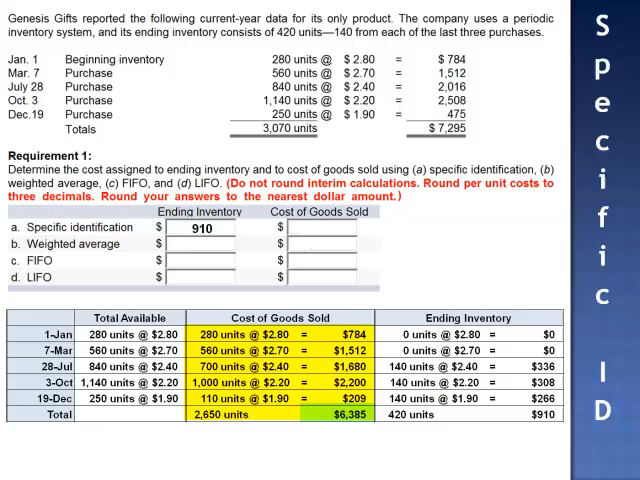 Genesis Gifts reported the following current-year data for its only product. The company uses a periodic
inventory system, and its ending inventory consists of 420 units—140 from each of the last three purchases.
Jan. 1 Beginning inventory 280 units @ $ 2.80 = $ 784
Mar. 7 Purchase 560 units @ $ 2.70 = 1,512
July 28 Purchase 840 units @ $ 2.40 = 2,016
Oct. 3 Purchase 1,140 units @ $ 2.20 = 2,508
Dec.19 Purchase 250 units @ $ 1.90 = 475
Totals 3,070 units $ 7,295
Requirement 1:
Determine the cost assigned to ending inventory and to cost of goods sold using (a) specific identification, (b)
weighted average, (c) FIFO, and (d) LIFO. (Do not round interim calculations. Round per unit costs to
three decimals. Round your answers to the nearest dollar amount.)
Ending Inventory Cost of Goods Sold
a. Specific identification $ 910 $
b. Weighted average $ $
c. FIFO $ $
d. LIFO $ $
Total Available Cost of Goods Sold Ending Inventory
1-Jan 280 units @ $2.80 280 units @ $2.80 = $784 0 units @ $2.80 = $0
7-Mar 560 units @ $2.70 560 units @ $2.70 = $1,512 0 units @ $2.70 = $0
28-Jul 840 units @ $2.40 700 units @ $2.40 = $1,680 140 units @ $2.40 = $336
3-Oct 1,140 units @ $2.20 1,000 units @ $2.20 = $2,200 140 units @ $2.20 = $308
19-Dec 250 units @ $1.90 110 units @ $1.90 = $209 140 units @ $1.90 = $266
Total 2,650 units $6,385 420 units $910
S
p
e
c
i
f
i
c
I
D